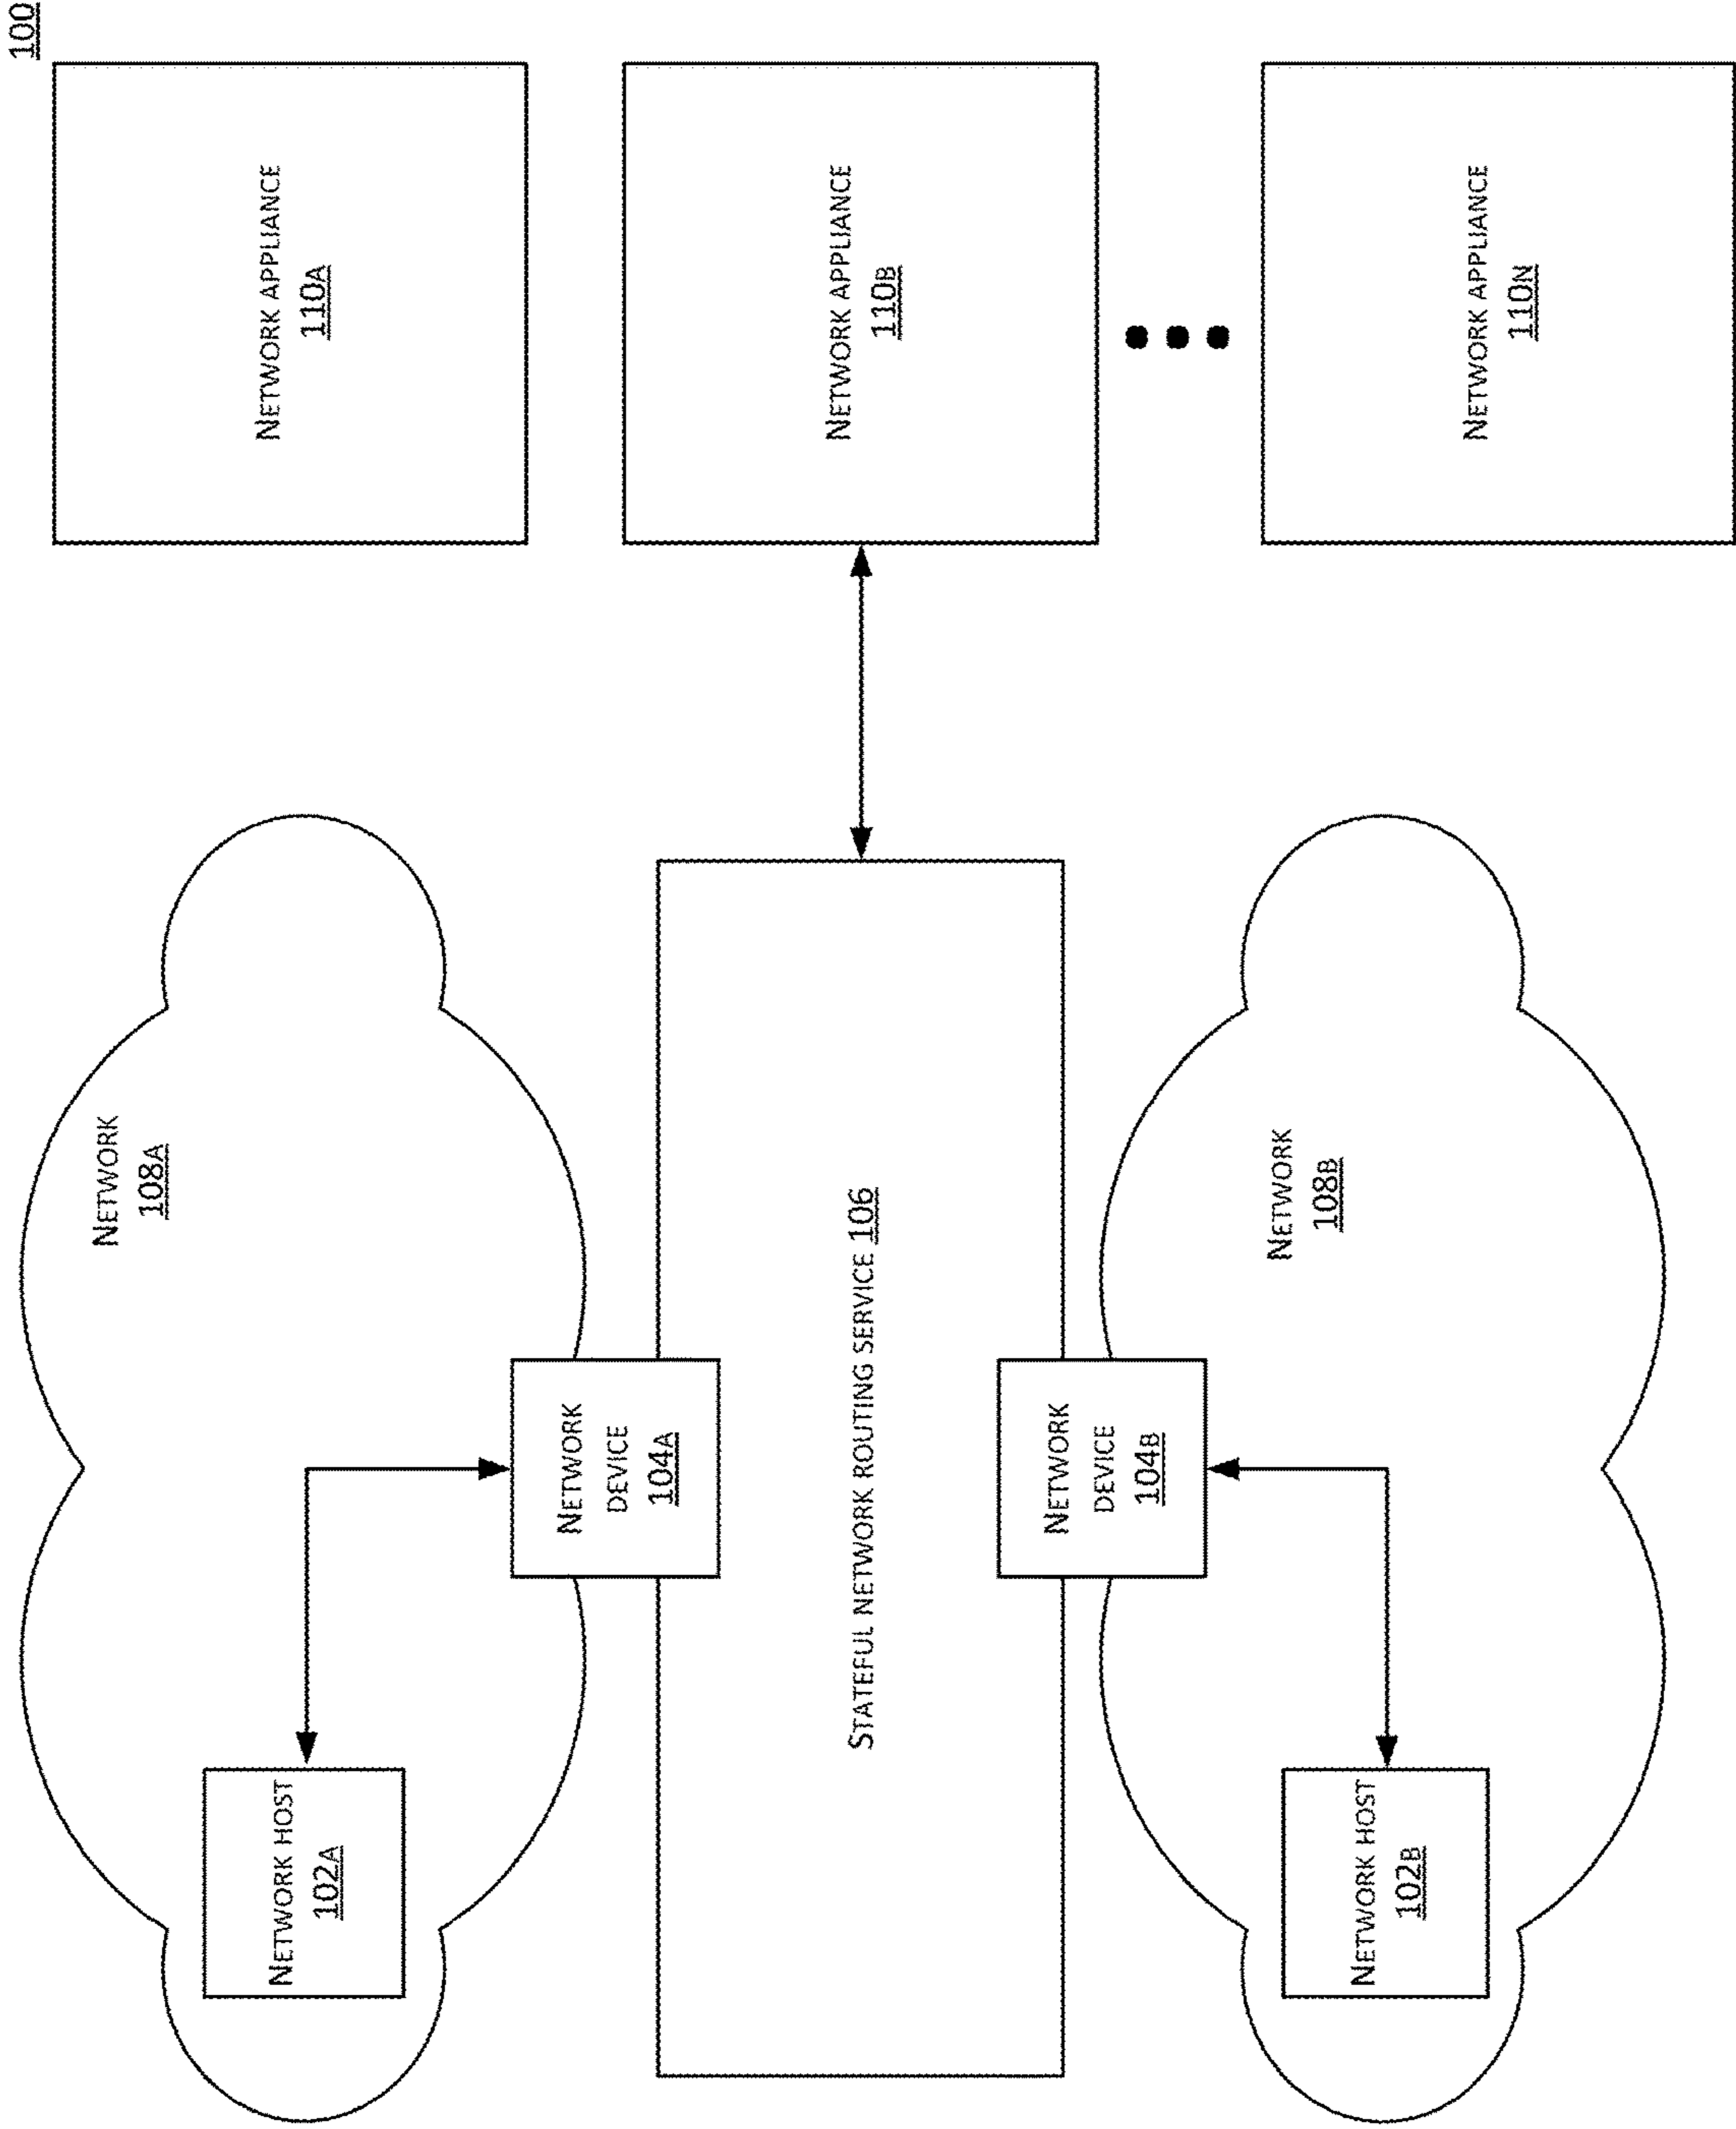 100
NETWORK
108A
NETWORK HOST
102A
NETWORK
DEVICE
104A
STATEFUL NETWORK ROUTING SERVICE 106
NETWORK
DEVICE
104B
NETWORK
108B
NETWORK HOST
102B
NETWORK APPLIANCE
110A
NETWORK APPLIANCE
110B
NETWORK APPLIANCE
110N